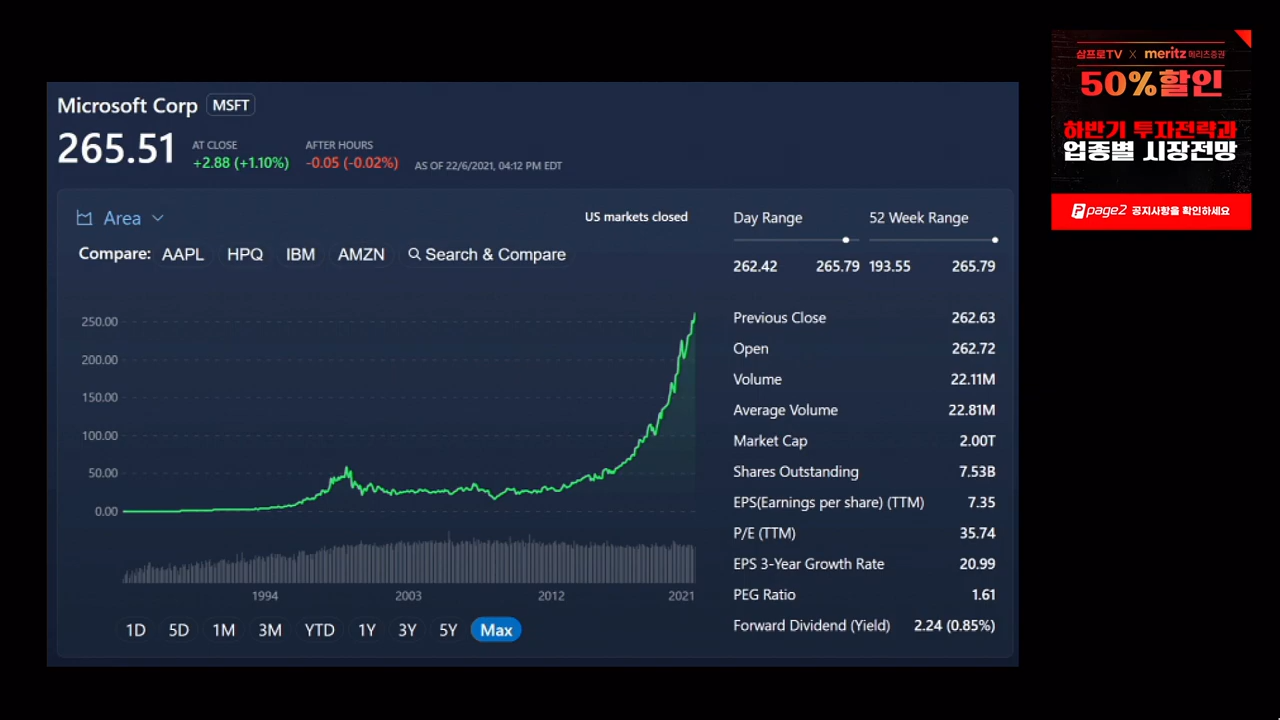 Microsoft Corp MSFT
265.51
AT CLOSE
+2.88 (+1.10%)
AFTER HOURS
-0.05 (-0.02%)
AS OF 22/6/2021, 04:12 PM EDT
Area
US markets closed
Compare: AAPL HPQ IBM AMZN Search & Compare
250.00
200.00
150.00
100.00
50.00
0.00
1994 2003 2012 2021
1D 5D 1M 3M YTD 1Y 3Y 5Y Max
Day Range
262.42 265.79
52 Week Range
193.55 265.79
Previous Close 262.63
Open 262.72
Volume 22.11M
Average Volume 22.81M
Market Cap 2.00T
Shares Outstanding 7.53B
EPS(Earnings per share) (TTM) 7.35
P/E (TTM) 35.74
EPS 3-Year Growth Rate 20.99
PEG Ratio 1.61
Forward Dividend (Yield) 2.24 (0.85%)
삼프로TV X meritz 메리츠증권
50%할인
하반기 투자전략과
업종별 시장전망
page2 공지사항을 확인하세요